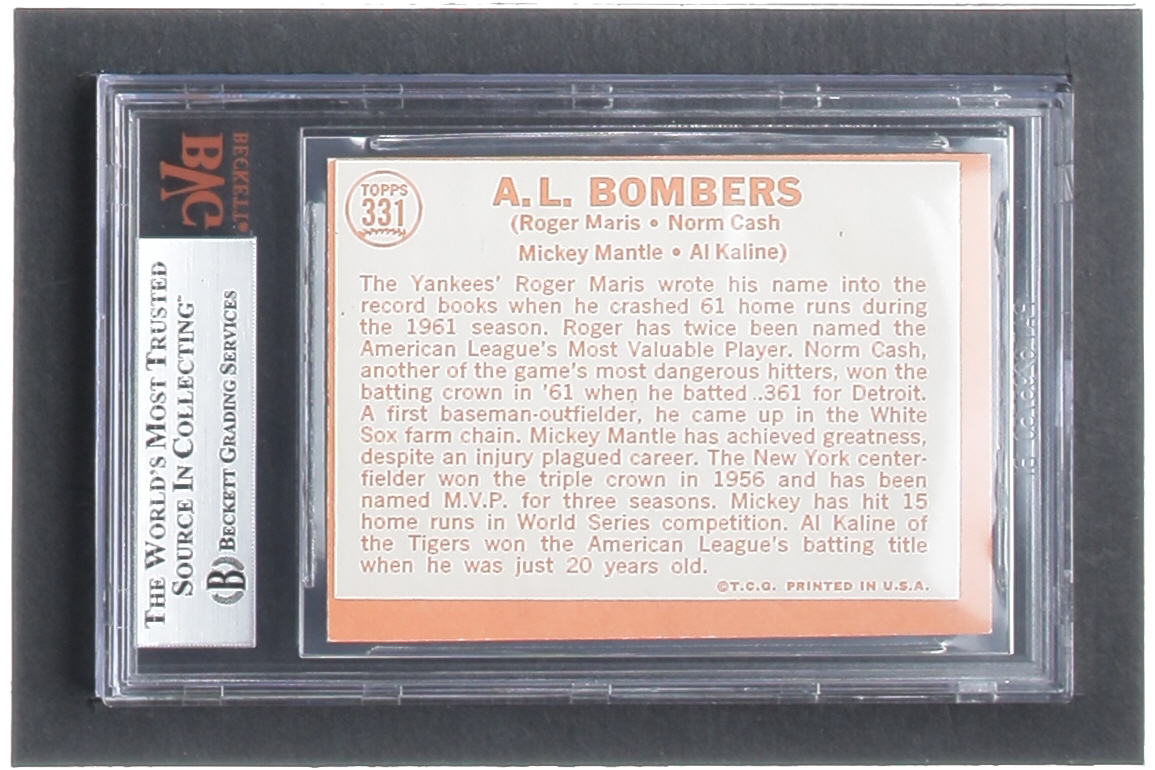 BECKETT
BVG
THE WORLD'S MOST TRUSTED
SOURCE IN COLLECTING™
B BECKETT GRADING SERVICES
TOPPS
331
A.L. BOMBERS
(Roger Maris • Norm Cash
Mickey Mantle • Al Kaline)
The Yankees' Roger Maris wrote his name into the
record books when he crashed 61 home runs during
the 1961 season. Roger has twice been named the
American League's Most Valuable Player. Norm Cash,
another of the game's most dangerous hitters, won the
batting crown in '61 when he batted ..361 for Detroit.
A first baseman-outfielder, he came up in the White
Sox farm chain. Mickey Mantle has achieved greatness,
despite an injury plagued career. The New York center-
fielder won the triple crown in 1956 and has been
named M.V.P. for three seasons. Mickey has hit 15
home runs in World Series competition. Al Kaline of
the Tigers won the American League's batting title
when he was just 20 years old.
©T.C.G. PRINTED IN U.S.A.